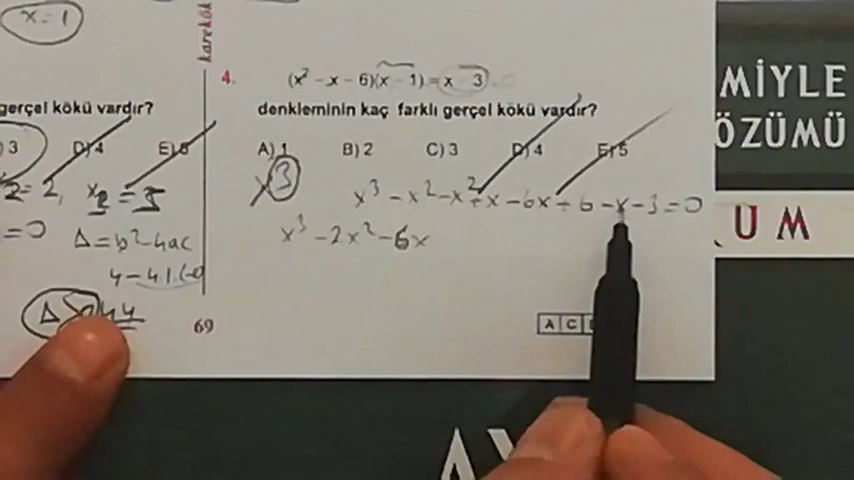 x=1
karekök
gerçel kökü vardır?
3 D) 4 E) 5
2=2, x₂=3
=0 Δ=b²-4ac
4-4.1.(-
69
4. (x² – x – 6)(x – 1) = x – 3
denkleminin kaç farklı gerçel kökü vardır?
A) 1 B) 2 C) 3 D) 4 E) 5
x³ - x² - x² + x - 6x + 6 - x - 3 = 0
x³ - 2x² - 6x
A C
MİYLE
ÖZÜMÜ
UM